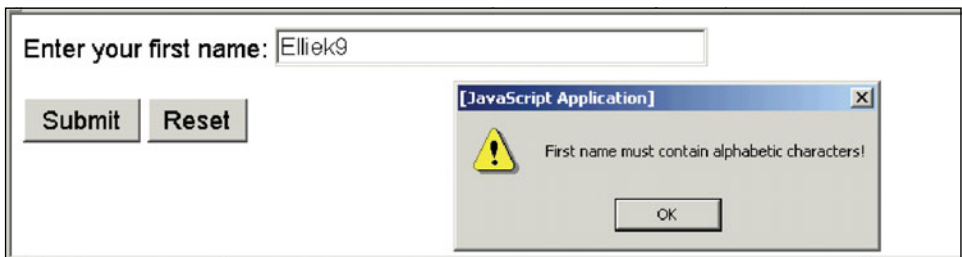 Enter your first name: Elliek9
Submit Reset
[JavaScript Application]
First name must contain alphabetic characters!
OK